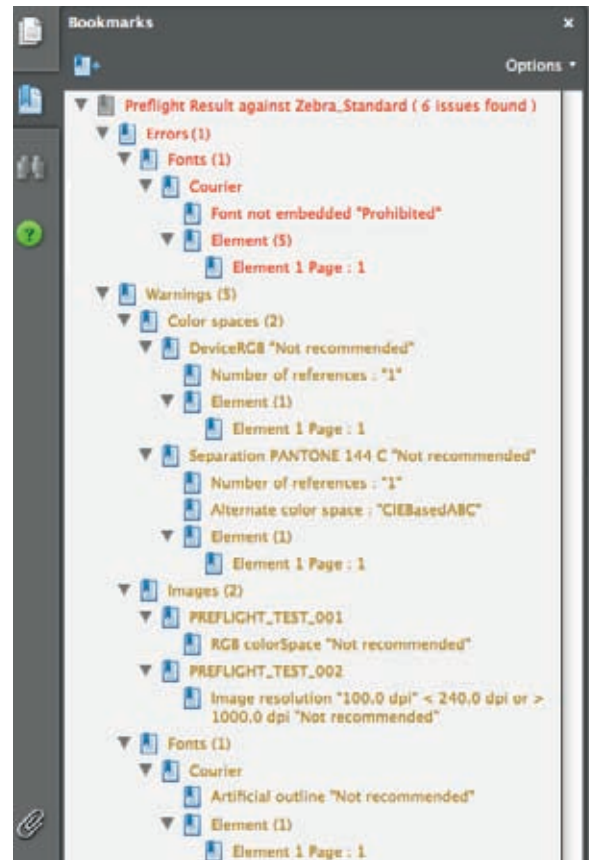 Bookmarks
Options
Preflight Result against Zebra_Standard ( 6 issues found )
Errors (1)
Fonts (1)
Courier
Font not embedded "Prohibited"
Element (5)
Element 1 Page : 1
Warnings (5)
Color spaces (2)
DeviceRGB "Not recommended"
Number of references : "1"
Element (1)
Element 1 Page : 1
Separation PANTONE 144 C "Not recommended"
Number of references : "1"
Alternate color space : "CIEBasedABC"
Element (1)
Element 1 Page : 1
Images (2)
PREFLIGHT_TEST_001
RGB colorSpace "Not recommended"
PREFLIGHT_TEST_002
Image resolution "100.0 dpi" < 240.0 dpi or >
1000.0 dpi "Not recommended"
Fonts (1)
Courier
Artificial outline "Not recommended"
Element (1)
Element 1 Page : 1